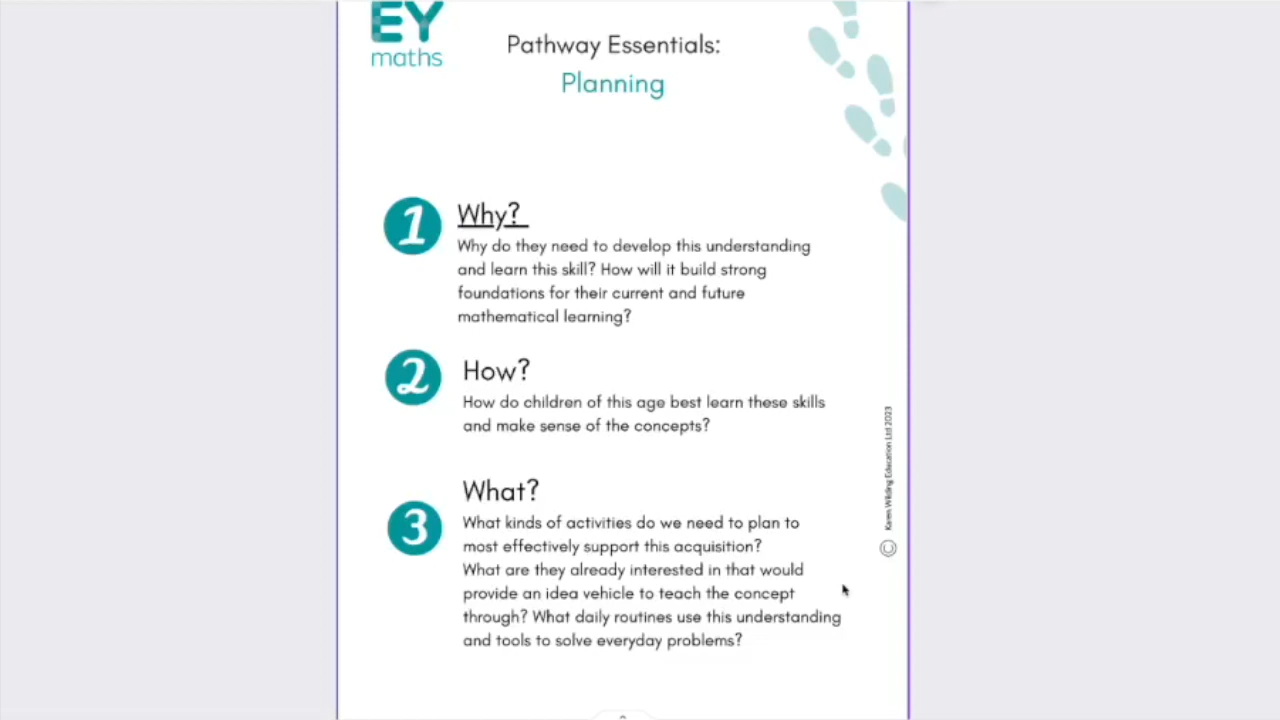 EY
maths
Pathway Essentials:
Planning
1
Why?
Why do they need to develop this understanding
and learn this skill? How will it build strong
foundations for their current and future
mathematical learning?
2
How?
How do children of this age best learn these skills
and make sense of the concepts?
3
What?
What kinds of activities do we need to plan to
most effectively support this acquisition?
What are they already interested in that would
provide an idea vehicle to teach the concept
through? What daily routines use this understanding
and tools to solve everyday problems?
© Karen Wilding Education Ltd 2023